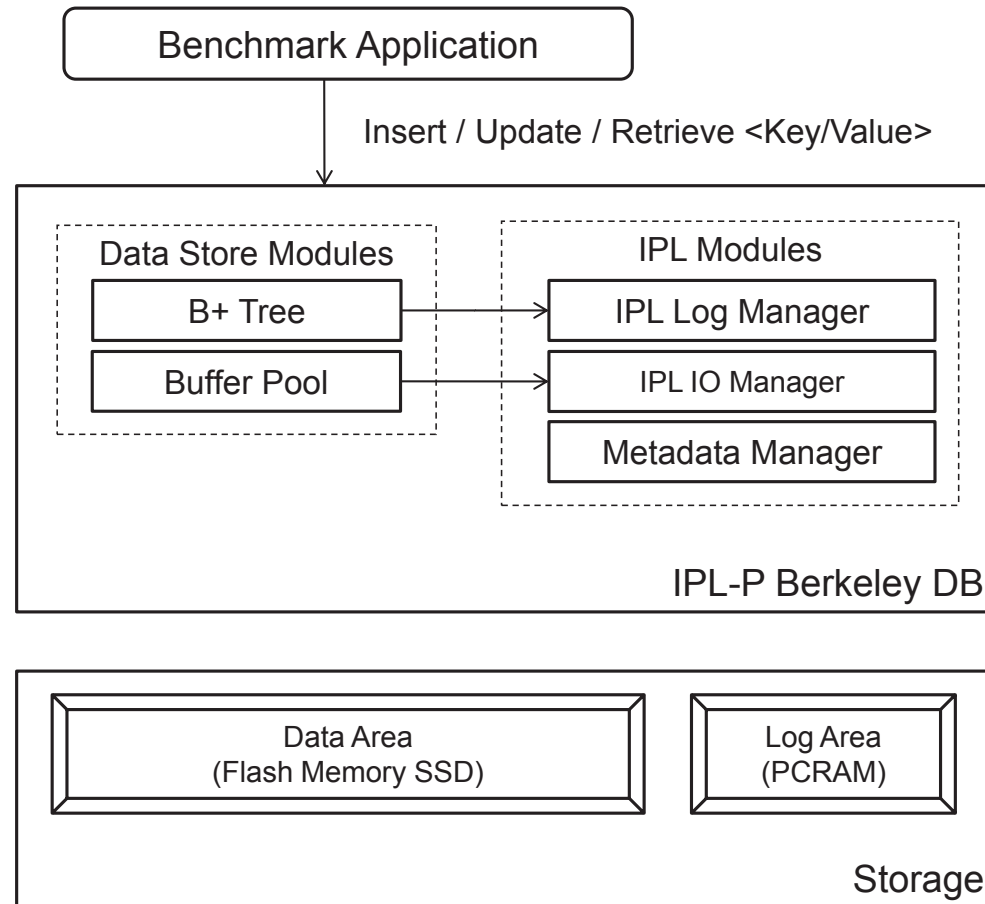 Benchmark Application
Insert / Update / Retrieve <Key/Value>
Data Store Modules
B+ Tree
Buffer Pool
IPL Modules
IPL Log Manager
IPL IO Manager
Metadata Manager
IPL-P Berkeley DB
Data Area
(Flash Memory SSD)
Log Area
(PCRAM)
Storage